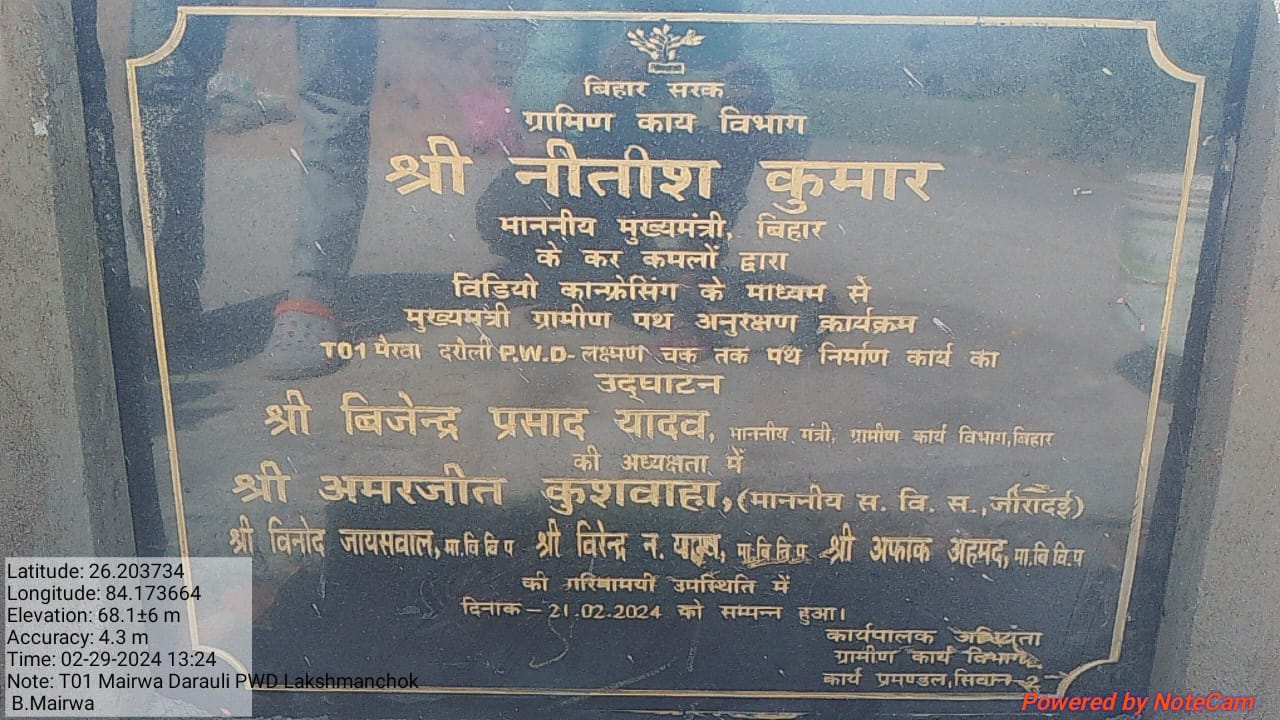 बिहार सरक
ग्रामिण काय विभाग
श्री नीतीश कुमार
माननीय मुख्यमंत्री, बिहार
के कर कमलों द्वारा
विडियो कान्फ्रेसिंग के माध्यम से
मुख्यमंत्री ग्रामीण पथ अनुरक्षण कार्यक्रम
T01 मैरवा दरौली P.W.D- लक्ष्मण चक तक पथ निर्माण कार्य का
उद्घाटन
श्री बिजेन्द्र प्रसाद यादव, माननीय मंत्री, ग्रामीण कार्य विभाग,बिहार
की अध्यक्षता में
श्री अमरजीत कुशवाहा,(माननीय स. वि. स.,जीरादेई)
श्री विनोद जायसवाल, मा.वि.वि.प श्री विरेन्द्र न. यादव, मा.वि.वि.प श्री अफाक अहमद, मा.वि.वि.प
की गरिमामयी उपस्थिति में
दिनाक – 21.02.2024 को सम्मन्न हुआ।
कार्यपालक अभियंता
ग्रामीण कार्य विभाग
कार्य प्रमण्डल,सिवान-2
Latitude: 26.203734
Longitude: 84.173664
Elevation: 68.1±6 m
Accuracy: 4.3 m
Time: 02-29-2024 13:24
Note: T01 Mairwa Darauli PWD Lakshmanchok
B.Mairwa
Powered by NoteCam